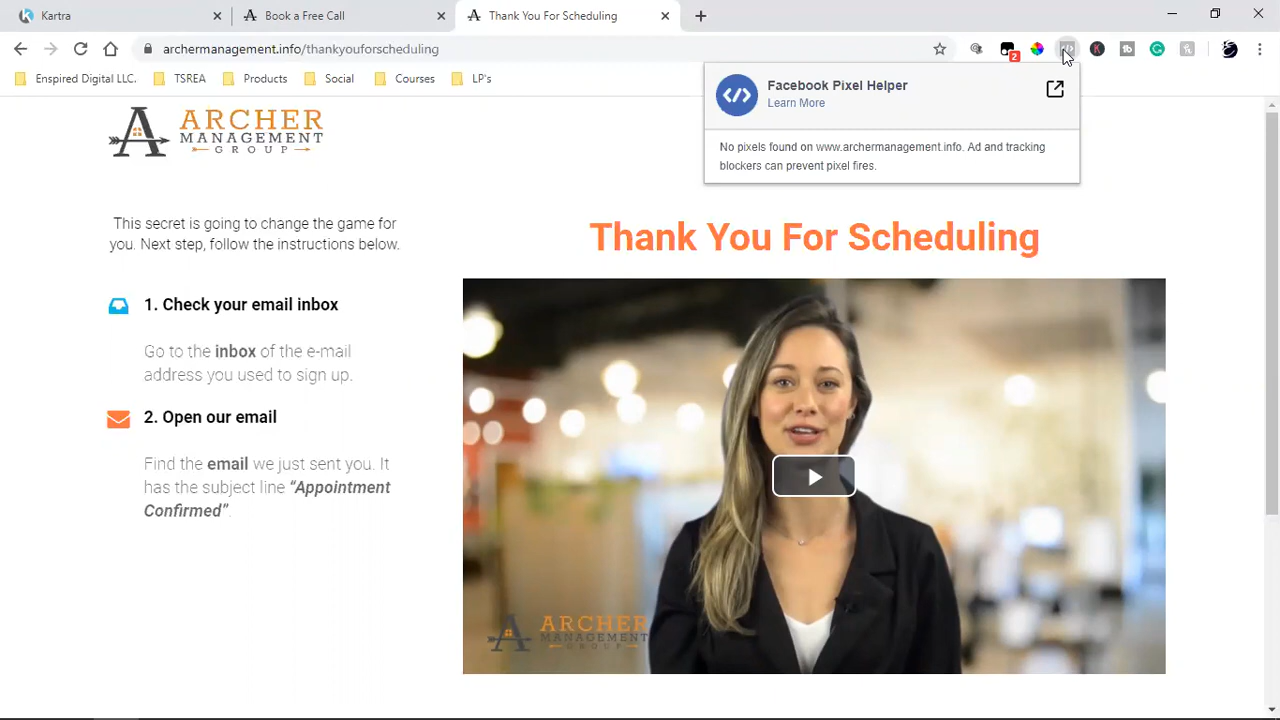 Kartra
Book a Free Call
Thank You For Scheduling
archermanagement.info/thankyouforscheduling
2
Enspired Digital LLC.
TSREA
Products
Social
Courses
LP's
Facebook Pixel Helper
Learn More
No pixels found on www.archermanagement.info. Ad and tracking
blockers can prevent pixel fires.
ARCHER
MANAGEMENT
GROUP
This secret is going to change the game for
you. Next step, follow the instructions below.
1. Check your email inbox
Go to the inbox of the e-mail
address you used to sign up.
2. Open our email
Find the email we just sent you. It
has the subject line “Appointment
Confirmed”.
Thank You For Scheduling
ARCHER
MANAGEMENT
GROUP